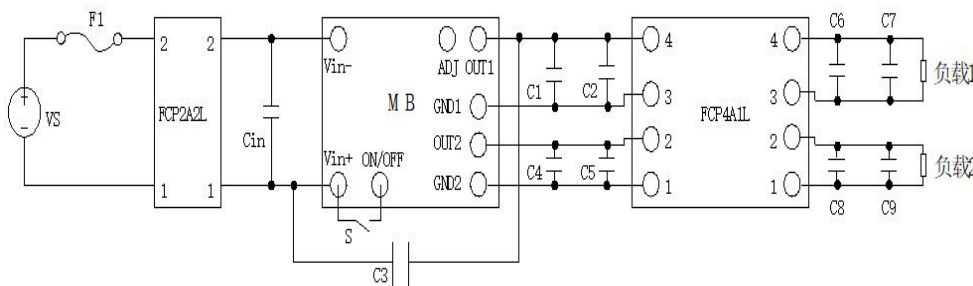 F1
C6
C7
2
2
4
4
Vin-
ADJ
OUT1
负载1
VS
FCP2A2L
Cin
M B
C1
C2
3
3
GND1
FCP4A1L
OUT2
2
2
Vin+
ON/OFF
C4
C5
负载2
1
1
GND2
1
1
C8
C9
S
C3